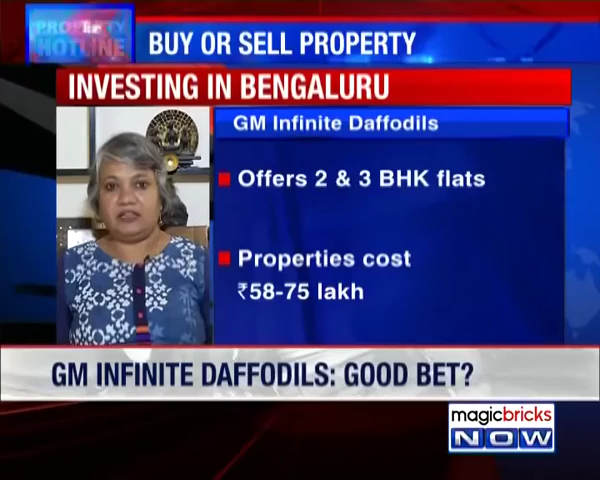 PROPERTY
The
HOTLINE
BUY OR SELL PROPERTY
INVESTING IN BENGALURU
GM Infinite Daffodils
Offers 2 & 3 BHK flats
Properties cost
₹58-75 lakh
GM INFINITE DAFFODILS: GOOD BET?
magicbricks
NOW